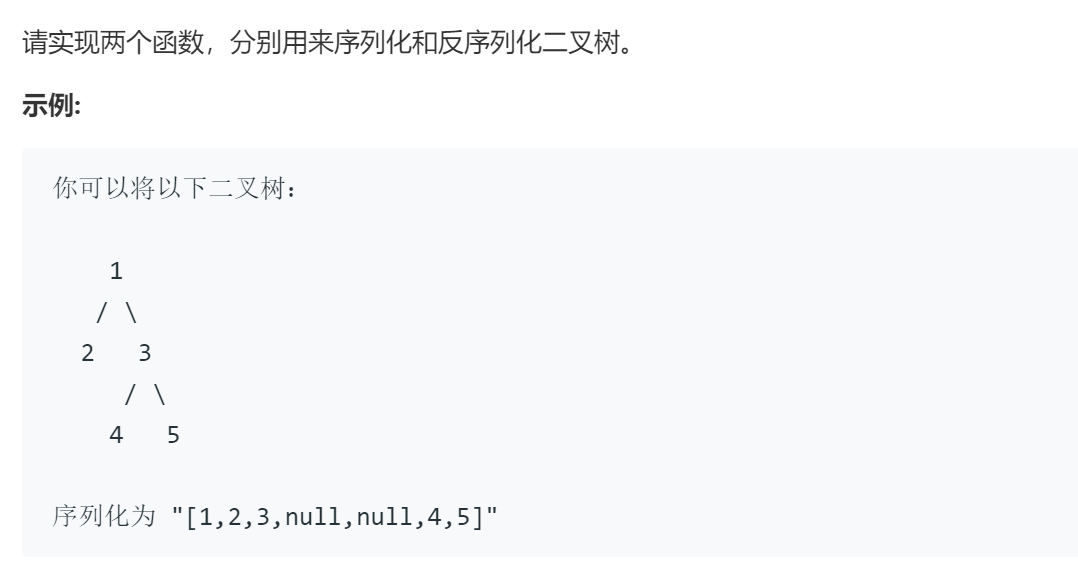 请实现两个函数，分别用来序列化和反序列化二叉树。
示例:
你可以将以下二叉树：
1
/ \
2 3
/ \
4 5
序列化为 "[1,2,3,null,null,4,5]"